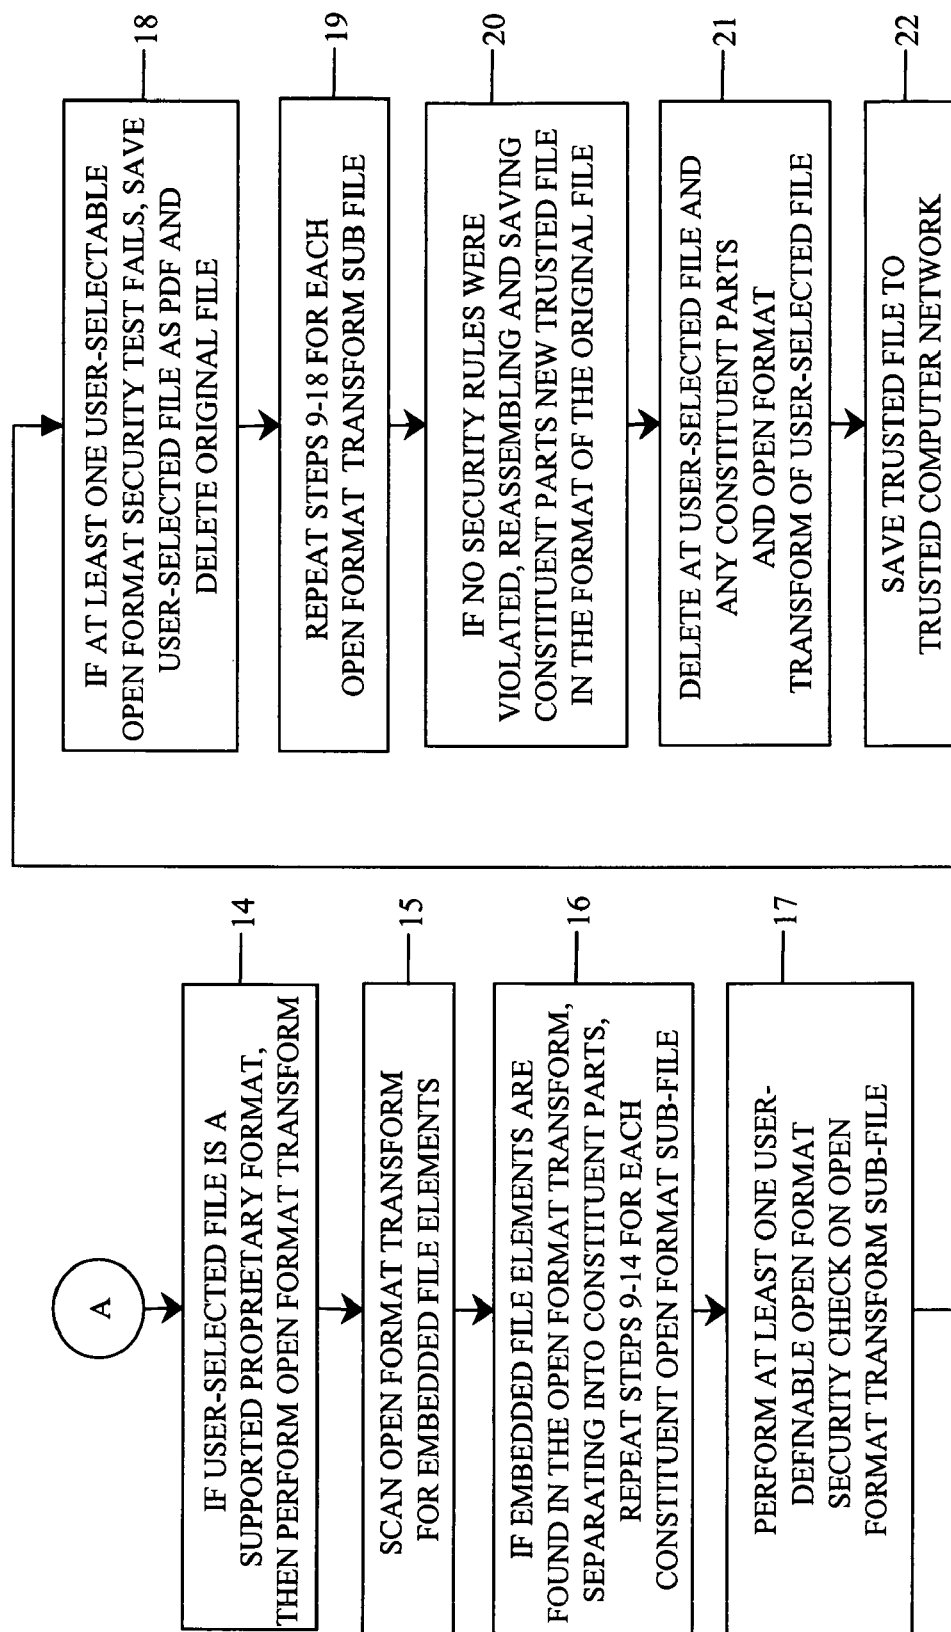 A
IF USER-SELECTED FILE IS A
SUPPORTED PROPRIETARY FORMAT,
THEN PERFORM OPEN FORMAT TRANSFORM
14
SCAN OPEN FORMAT TRANSFORM
FOR EMBEDDED FILE ELEMENTS
15
IF EMBEDDED FILE ELEMENTS ARE
FOUND IN THE OPEN FORMAT TRANSFORM,
SEPARATING INTO CONSTITUENT PARTS,
REPEAT STEPS 9-14 FOR EACH
CONSTITUENT OPEN FORMAT SUB-FILE
16
PERFORM AT LEAST ONE USER-
DEFINABLE OPEN FORMAT
SECURITY CHECK ON OPEN
FORMAT TRANSFORM SUB-FILE
17
IF AT LEAST ONE USER-SELECTABLE
OPEN FORMAT SECURITY TEST FAILS, SAVE
USER-SELECTED FILE AS PDF AND
DELETE ORIGINAL FILE
18
REPEAT STEPS 9-18 FOR EACH
OPEN FORMAT TRANSFORM SUB FILE
19
IF NO SECURITY RULES WERE
VIOLATED, REASSEMBLING AND SAVING
CONSTITUENT PARTS NEW TRUSTED FILE
IN THE FORMAT OF THE ORIGINAL FILE
20
DELETE AT USER-SELECTED FILE AND
ANY CONSTITUENT PARTS
AND OPEN FORMAT
TRANSFORM OF USER-SELECTED FILE
21
SAVE TRUSTED FILE TO
TRUSTED COMPUTER NETWORK
22